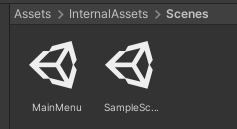 Assets > InternalAssets > Scenes
MainMenu SampleSc...